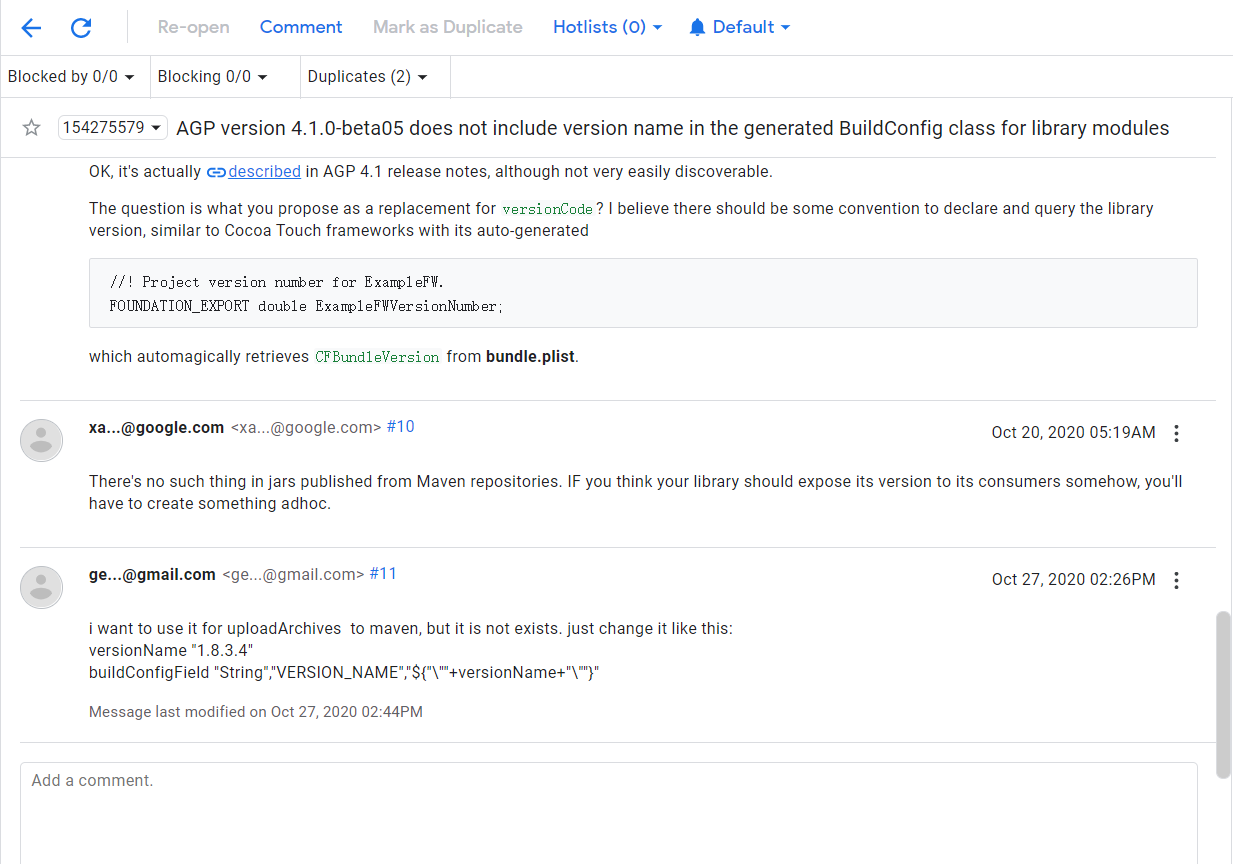 Re-open Comment Mark as Duplicate Hotlists (0) Default
Blocked by 0/0 Blocking 0/0 Duplicates (2)
154275579 AGP version 4.1.0-beta05 does not include version name in the generated BuildConfig class for library modules
OK, it's actually described in AGP 4.1 release notes, although not very easily discoverable.
The question is what you propose as a replacement for versionCode? I believe there should be some convention to declare and query the library
version, similar to Cocoa Touch frameworks with its auto-generated
//! Project version number for ExampleFW.
FOUNDATION_EXPORT double ExampleFWVersionNumber;
which automagically retrieves CFBundleVersion from bundle.plist.
xa...@google.com <xa...@google.com> #10 Oct 20, 2020 05:19AM
There's no such thing in jars published from Maven repositories. IF you think your library should expose its version to its consumers somehow, you'll
have to create something adhoc.
ge...@gmail.com <ge...@gmail.com> #11 Oct 27, 2020 02:26PM
i want to use it for uploadArchives  to maven, but it is not exists. just change it like this:
versionName "1.8.3.4"
buildConfigField "String","VERSION_NAME","${"\""+versionName+"\""}"
Message last modified on Oct 27, 2020 02:44PM
Add a comment.